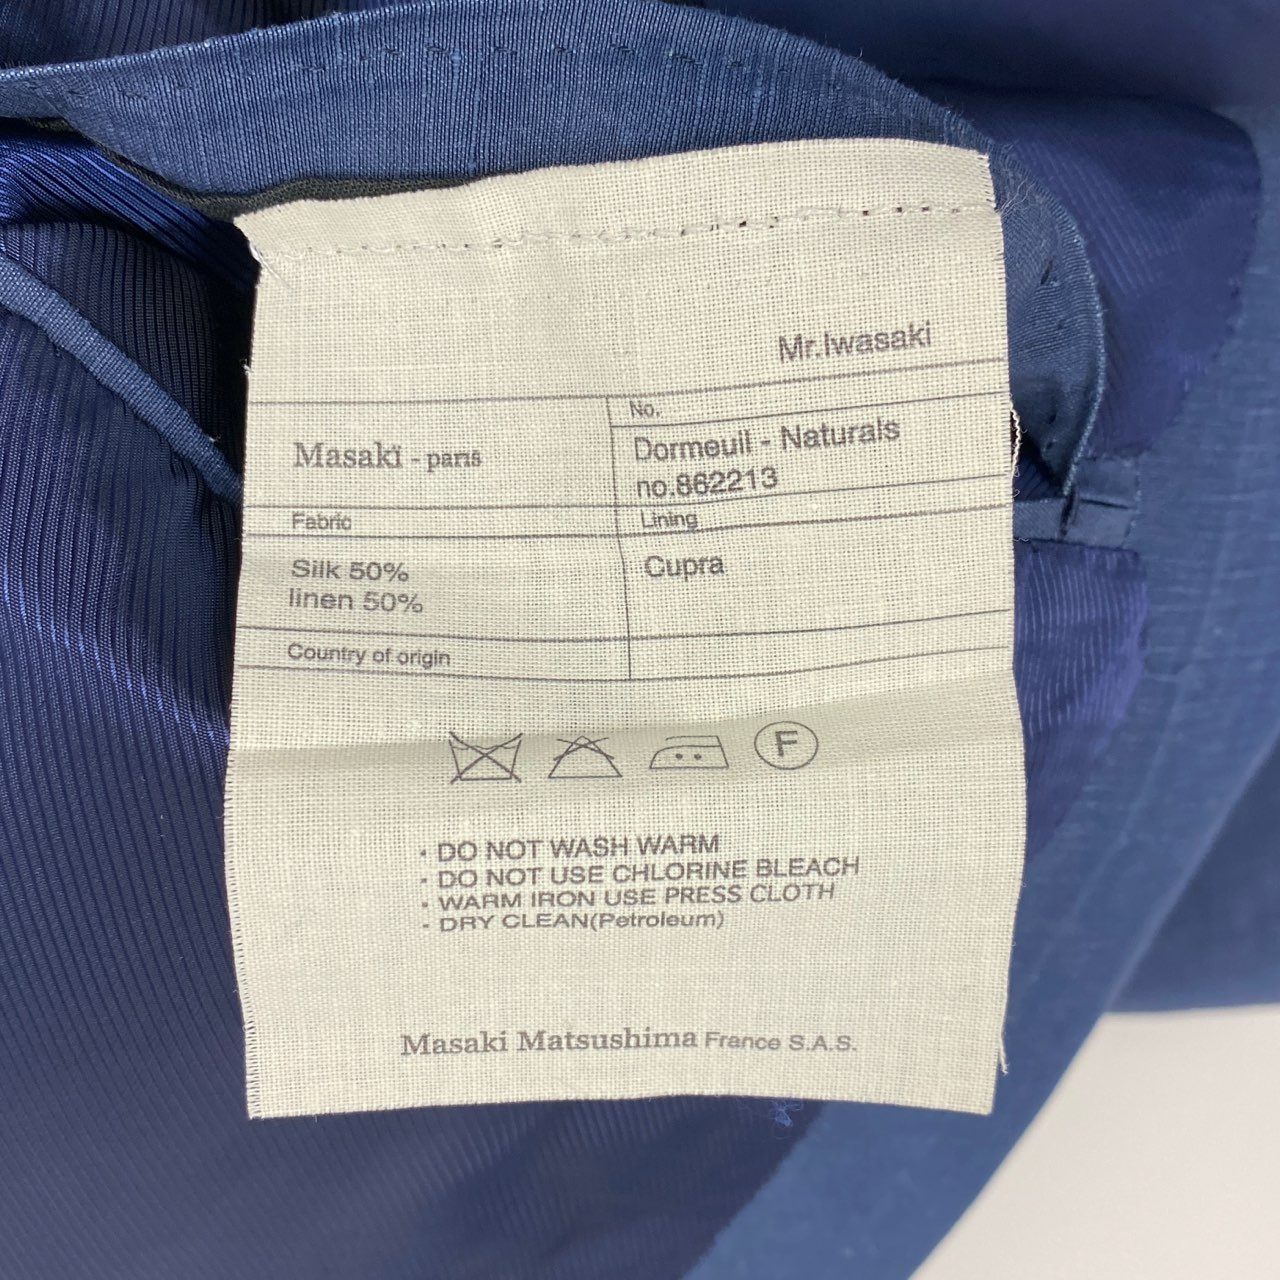 Mr.Iwasaki
No.
Masakï - paris
Dormeuil - Naturals
no.862213
Fabric
Lining
Silk 50%
linen 50%
Cupra
Country of origin
F
· DO NOT WASH WARM
· DO NOT USE CHLORINE BLEACH
· WARM IRON USE PRESS CLOTH
· DRY CLEAN(Petroleum)
Masaki Matsushima France S.A.S.